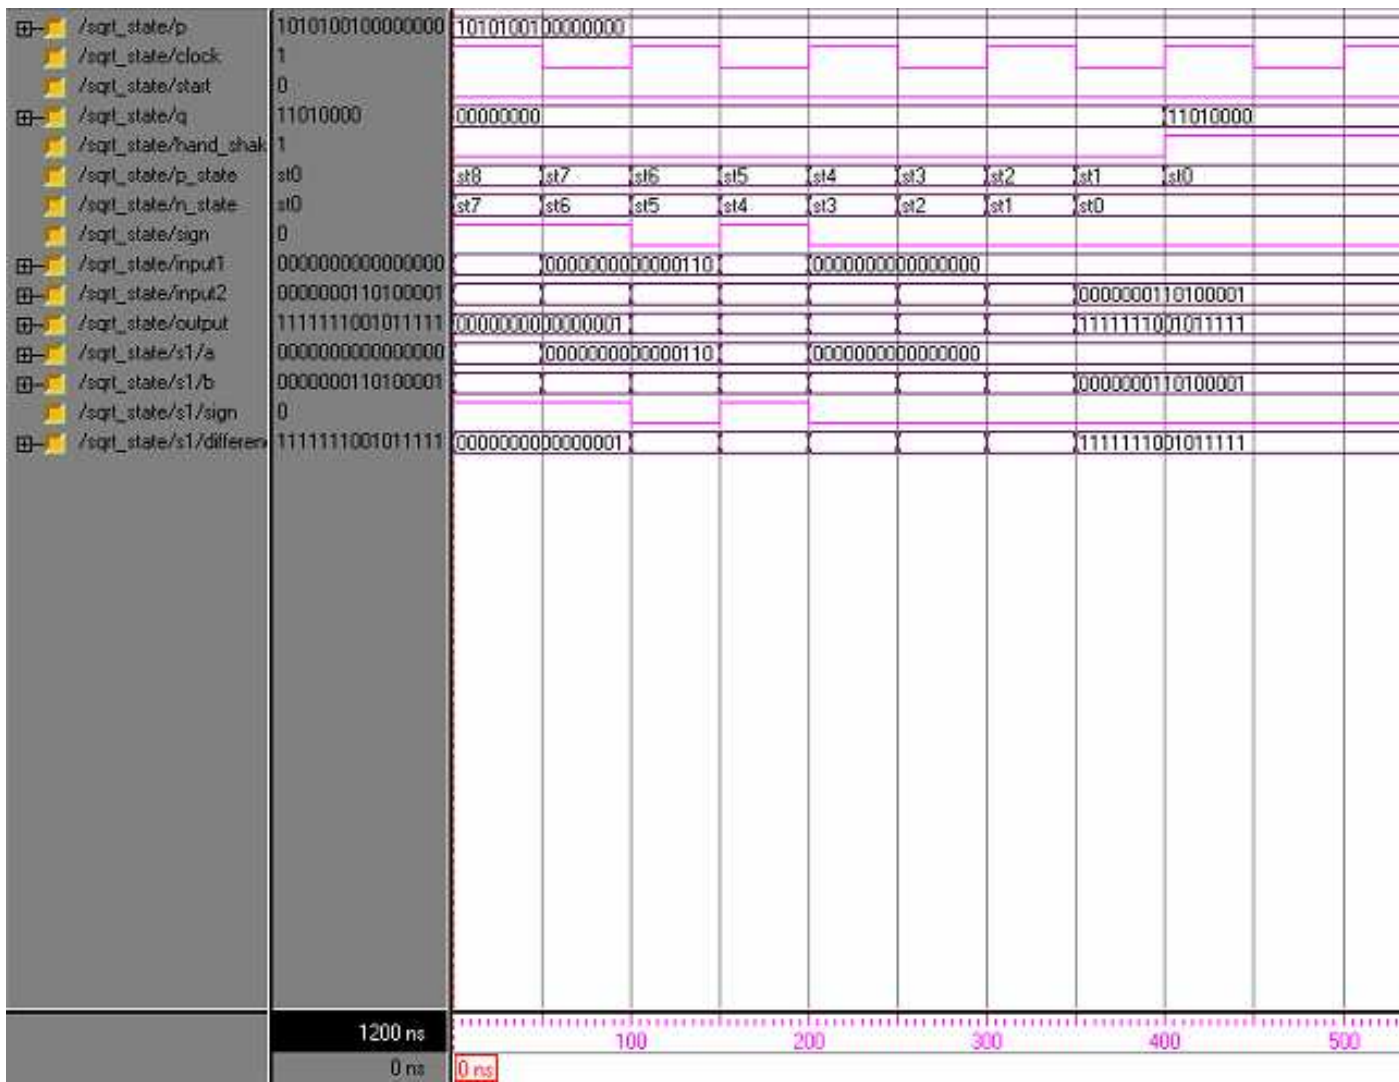 /sqrt_state/p 1010100100000000 1010100100000000
/sqrt_state/clock 1
/sqrt_state/start 0
/sqrt_state/q 11010000 00000000 11010000
/sqrt_state/hand_shak 1
/sqrt_state/p_state st0 st8 st7 st6 st5 st4 st3 st2 st1 st0
/sqrt_state/n_state st0 st7 st6 st5 st4 st3 st2 st1 st0
/sqrt_state/sign 0
/sqrt_state/input1 0000000000000000 0000000000000110 0000000000000000
/sqrt_state/input2 0000000110100001 0000000110100001
/sqrt_state/output 1111111001011111 0000000000000001 1111111001011111
/sqrt_state/s1/a 0000000000000000 0000000000000110 0000000000000000
/sqrt_state/s1/b 0000000110100001 0000000110100001
/sqrt_state/s1/sign 0
/sqrt_state/s1/differen 1111111001011111 0000000000000001 1111111001011111
1200 ns 100 200 300 400 500
0 ns 0 ns